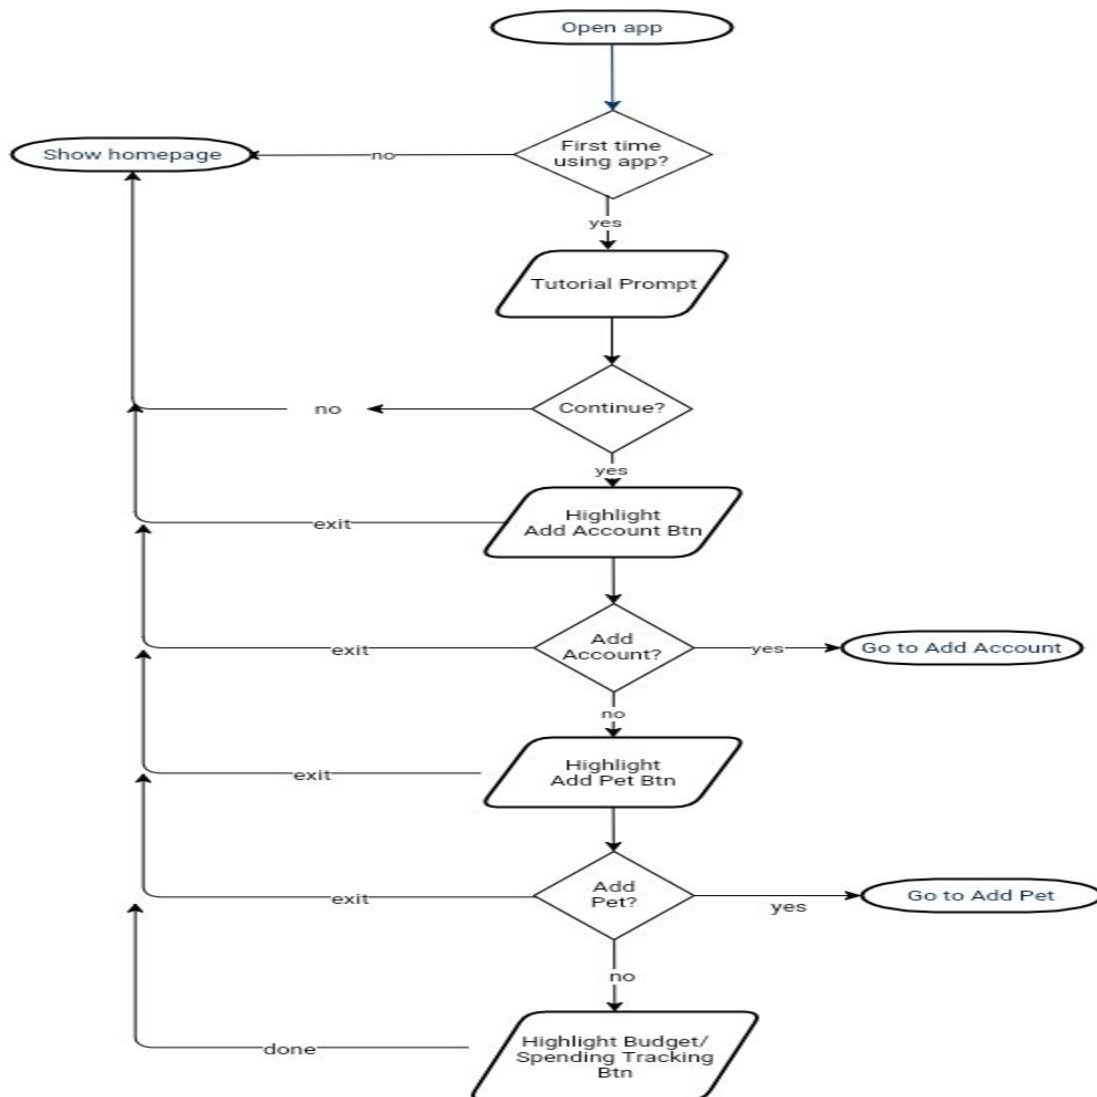 Open app
First time
using app?
no
Show homepage
yes
Tutorial Prompt
Continue?
no
yes
Highlight
Add Account Btn
exit
Add
Account?
exit
yes
Go to Add Account
no
Highlight
Add Pet Btn
exit
Add
Pet?
exit
yes
Go to Add Pet
no
Highlight Budget/
Spending Tracking
Btn
done